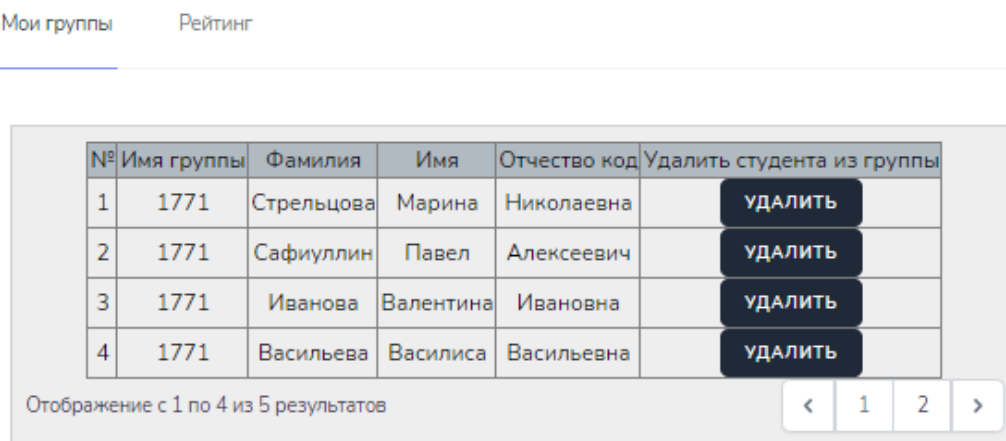 Мои группы Рейтинг
№ Имя группы Фамилия Имя Отчество код Удалить студента из группы
1 1771 Стрельцова Марина Николаевна УДАЛИТЬ
2 1771 Сафиуллин Павел Алексеевич УДАЛИТЬ
3 1771 Иванова Валентина Ивановна УДАЛИТЬ
4 1771 Васильева Василиса Васильевна УДАЛИТЬ
Отображение с 1 по 4 из 5 результатов < 1 2 >